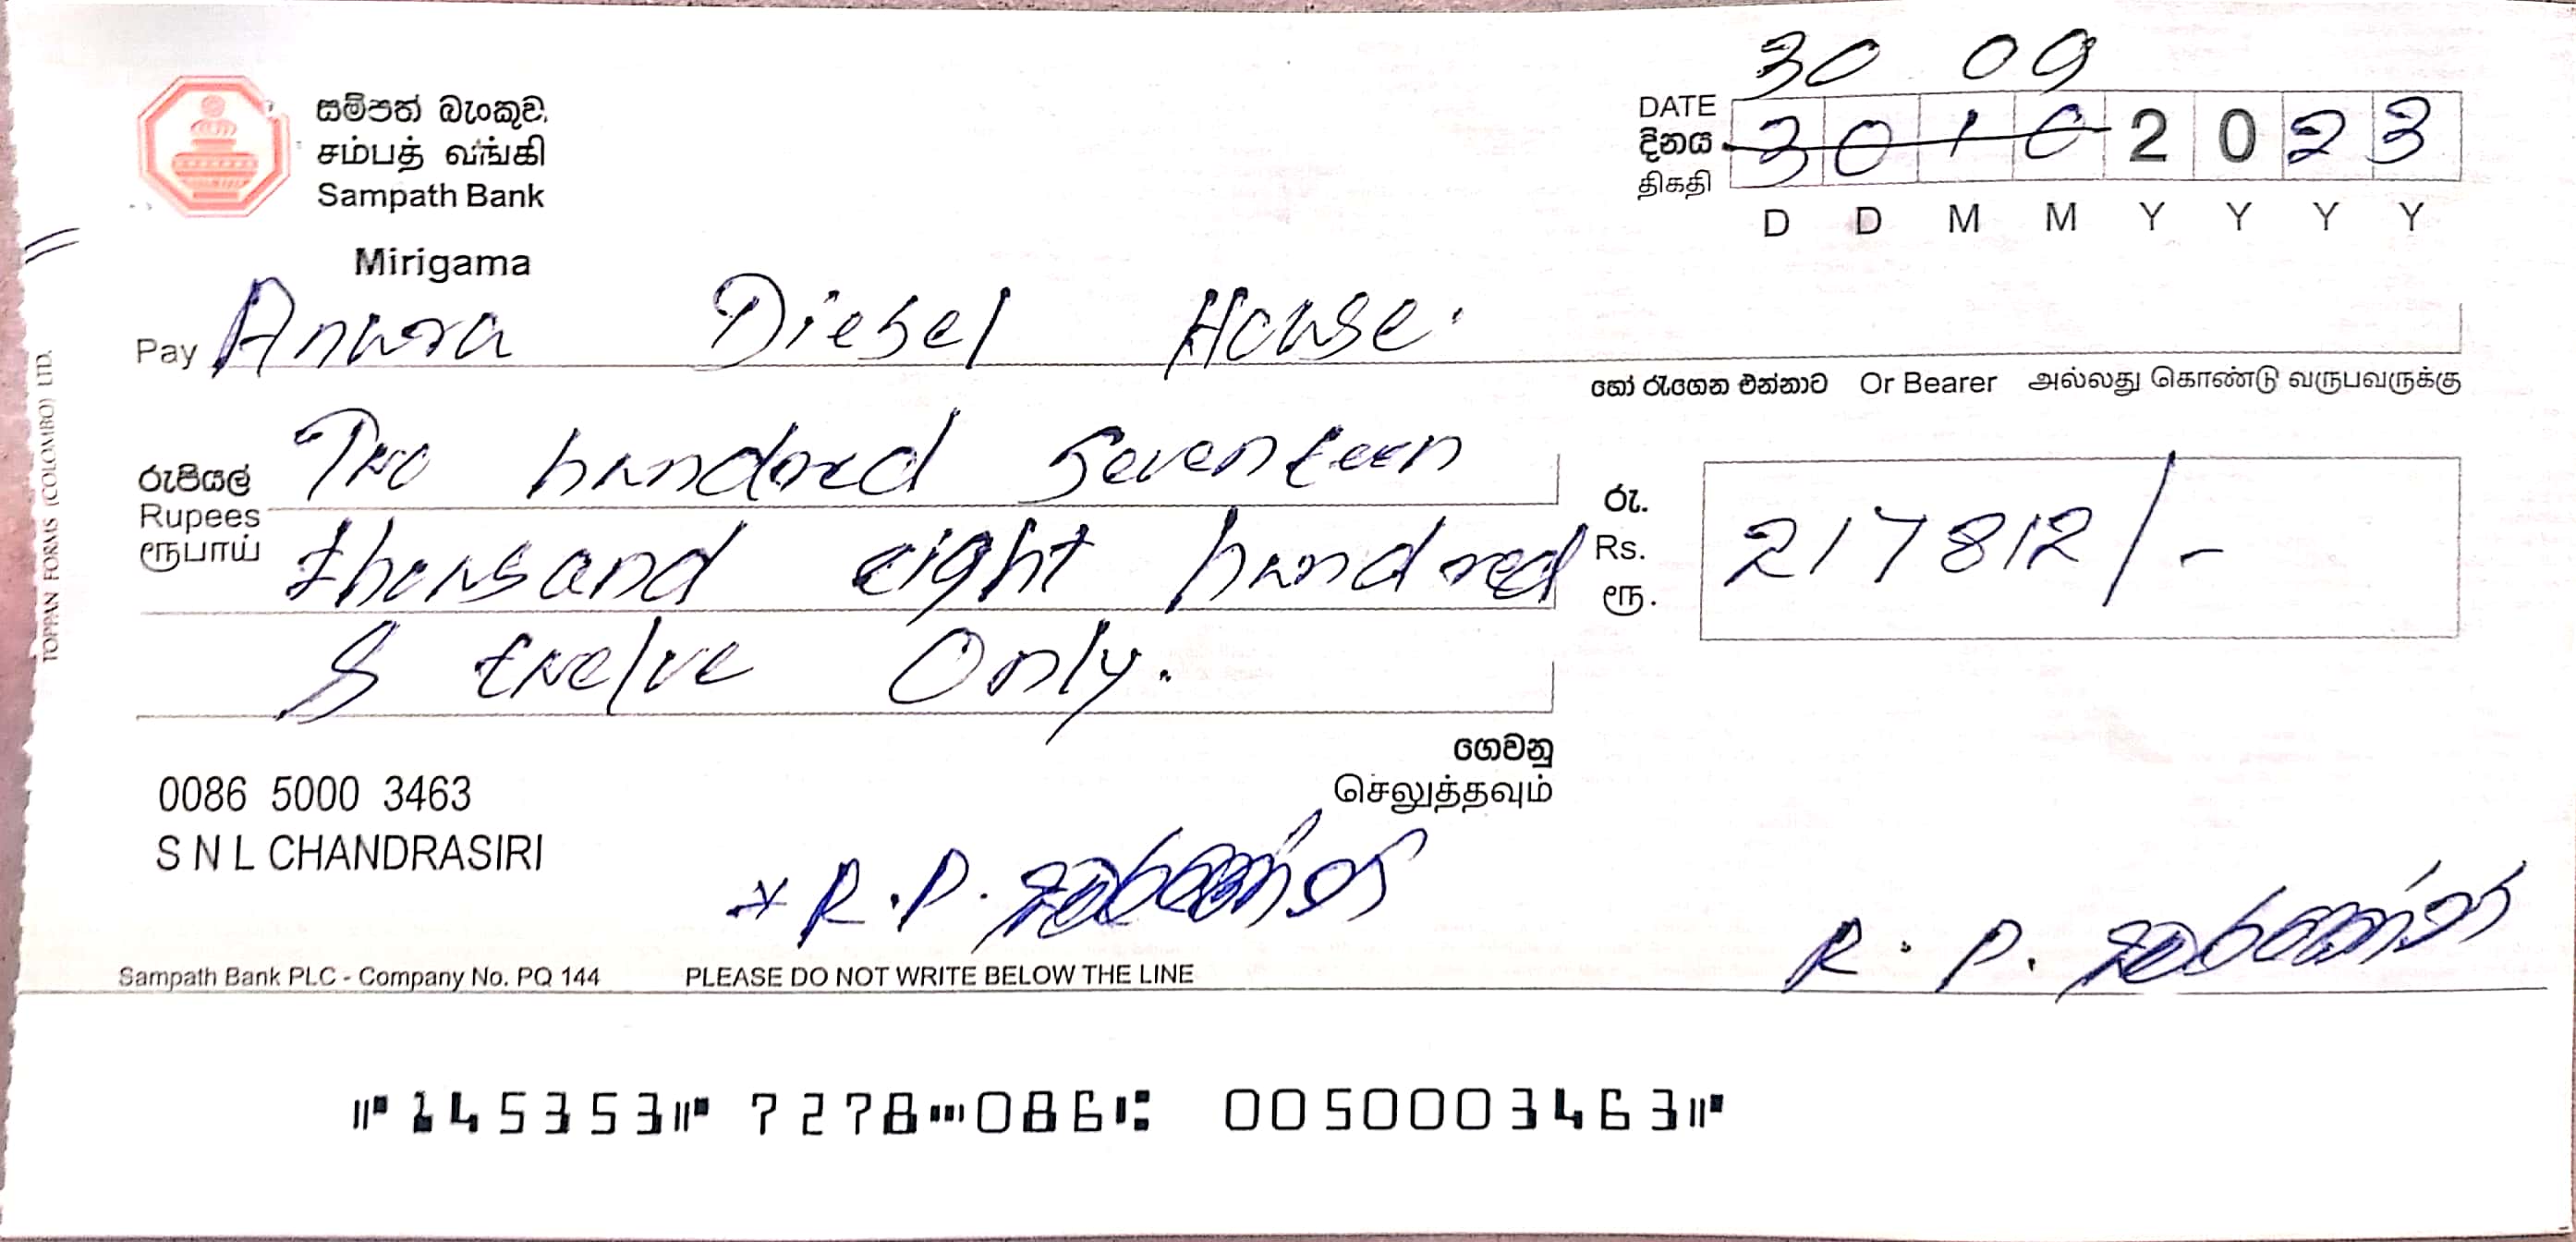 30 09
සම්පත් බැංකුව
சம்பத் வங்கி
Sampath Bank
DATE
දිනය
திகதி
30 10 2023
D D M M Y Y Y Y
Mirigama
Pay Anura Diesel House.
හෝ රැගෙන එන්නාට Or Bearer அல்லது கொண்டு வருபவருக்கு
රුපියල්
Rupees
ரூபாய்
Two hundred Seventeen
thousand eight hundred
& twelve Only.
රු.
Rs.
ரூ.
217812/-
ගෙවනු
செலுத்தவும்
0086 5000 3463
S N L CHANDRASIRI
* R.P.
R. P.
Sampath Bank PLC - Company No. PQ 144 PLEASE DO NOT WRITE BELOW THE LINE
⑈145353⑈ 7278⑉086⑆ 0050003463⑈
TOPPAN FORMS (COLOMBO) LTD.